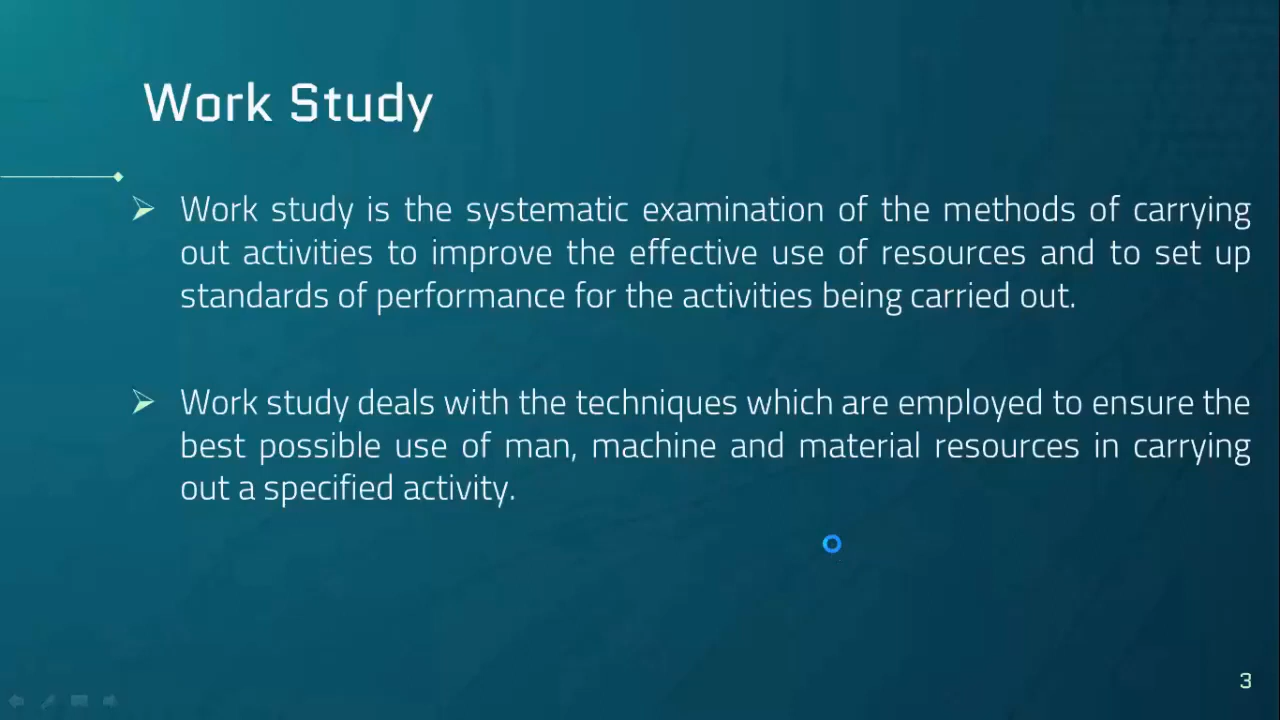 Work Study
Work study is the systematic examination of the methods of carrying
out activities to improve the effective use of resources and to set up
standards of performance for the activities being carried out.
Work study deals with the techniques which are employed to ensure the
best possible use of man, machine and material resources in carrying
out a specified activity.
3